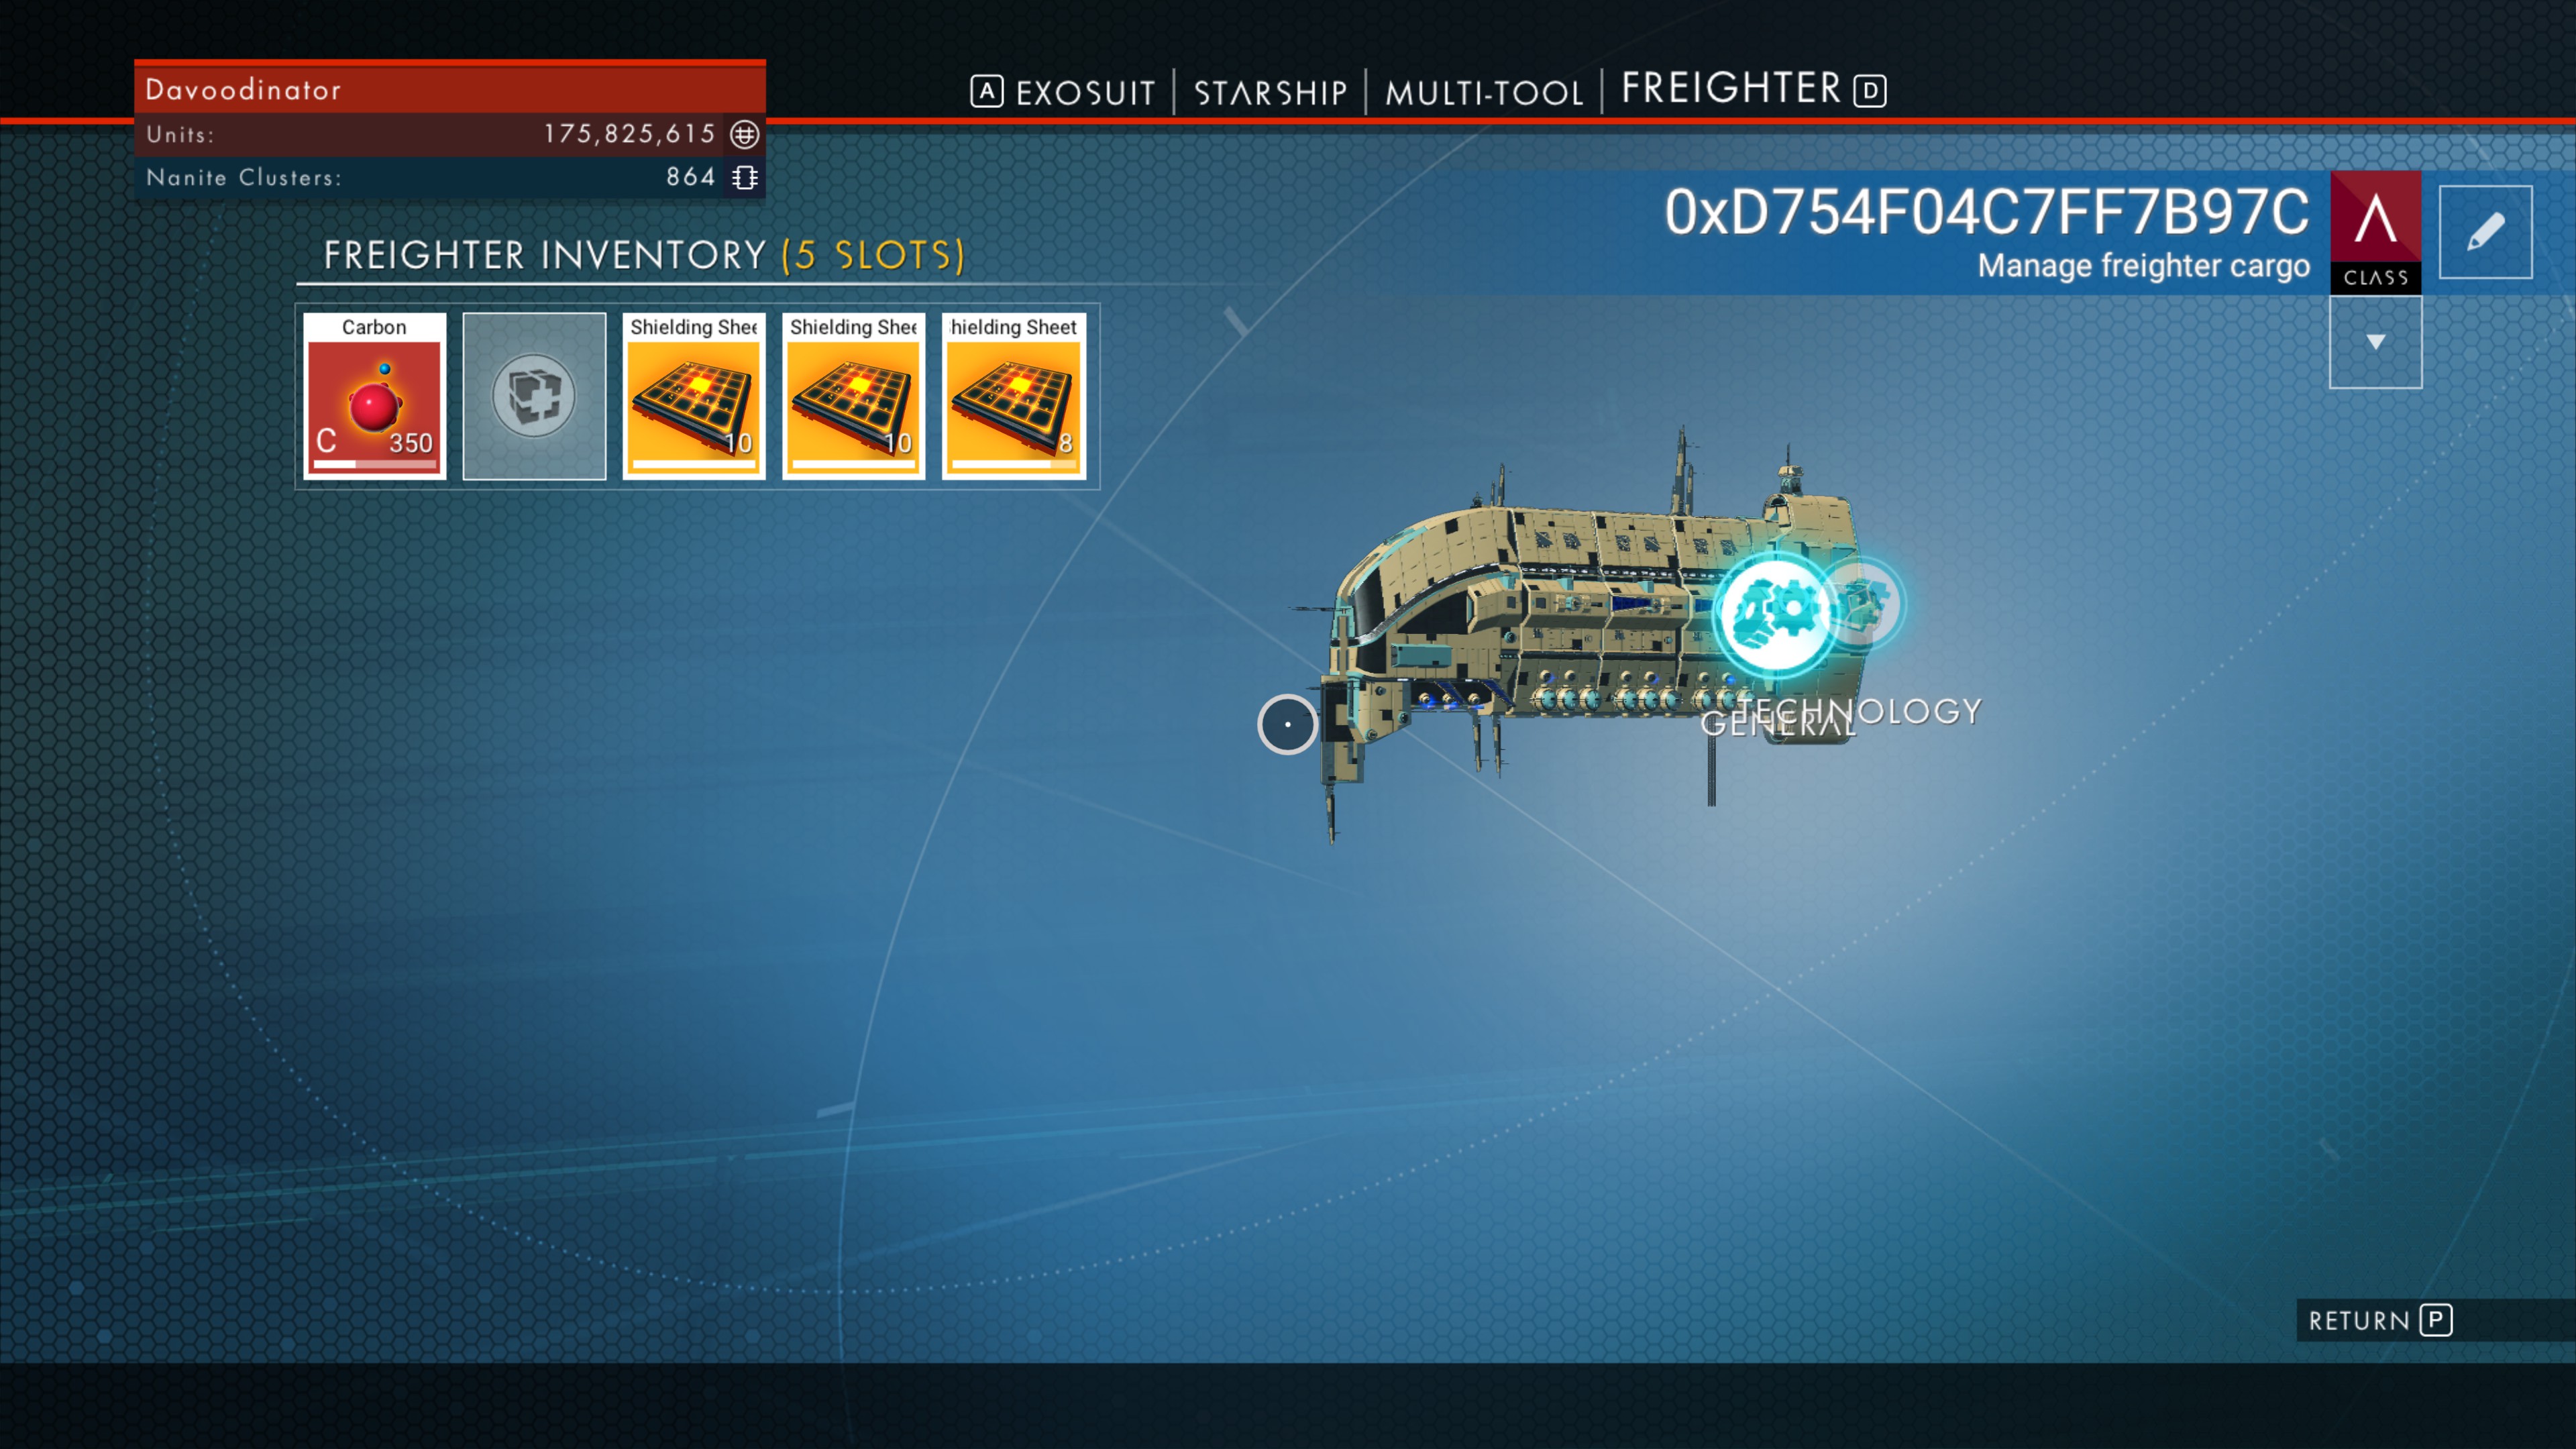 Davoodinator
Units: 175,825,615
Nanite Clusters: 864
A EXOSUIT STARSHIP MULTI-TOOL FREIGHTER D
0xD754F04C7FF7B97C
Manage freighter cargo
A
CLASS
FREIGHTER INVENTORY (5 SLOTS)
Carbon
C 350
Shielding Shee
10
Shielding Shee
10
hielding Sheet
8
TECHNOLOGY
GENERAL
RETURN P